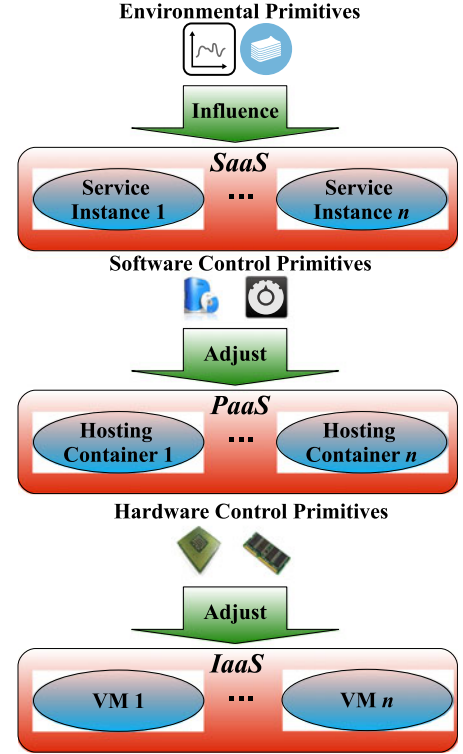 Environmental Primitives
Influence
SaaS
Service
Instance 1
...
Service
Instance n
Software Control Primitives
Adjust
PaaS
Hosting
Container 1
...
Hosting
Container n
Hardware Control Primitives
Adjust
IaaS
VM 1
...
VM n